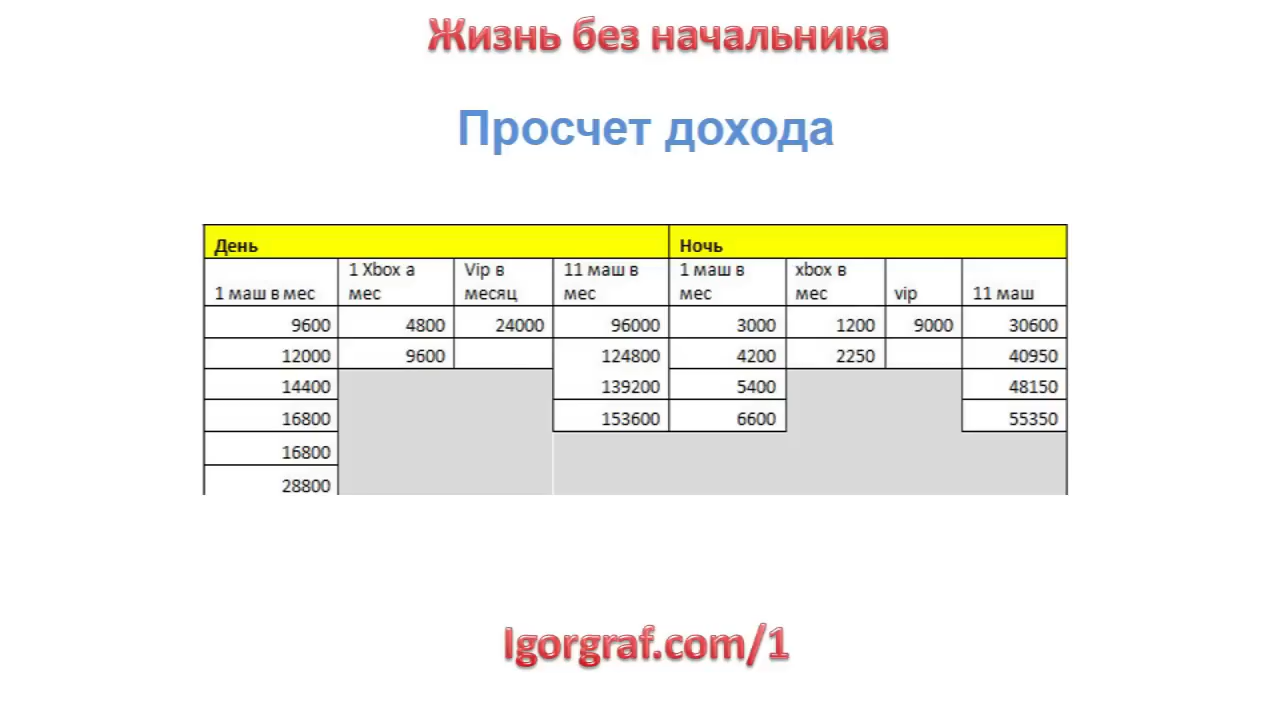 Жизнь без начальника
Просчет дохода
День Ночь
1 маш в мес 1 Xbox а мес Vip в месяц 11 маш в мес 1 маш в мес xbox в мес vip 11 маш
9600 4800 24000 96000 3000 1200 9000 30600
12000 9600 124800 4200 2250 40950
14400 139200 5400 48150
16800 153600 6600 55350
16800
28800
Igorgraf.com/1